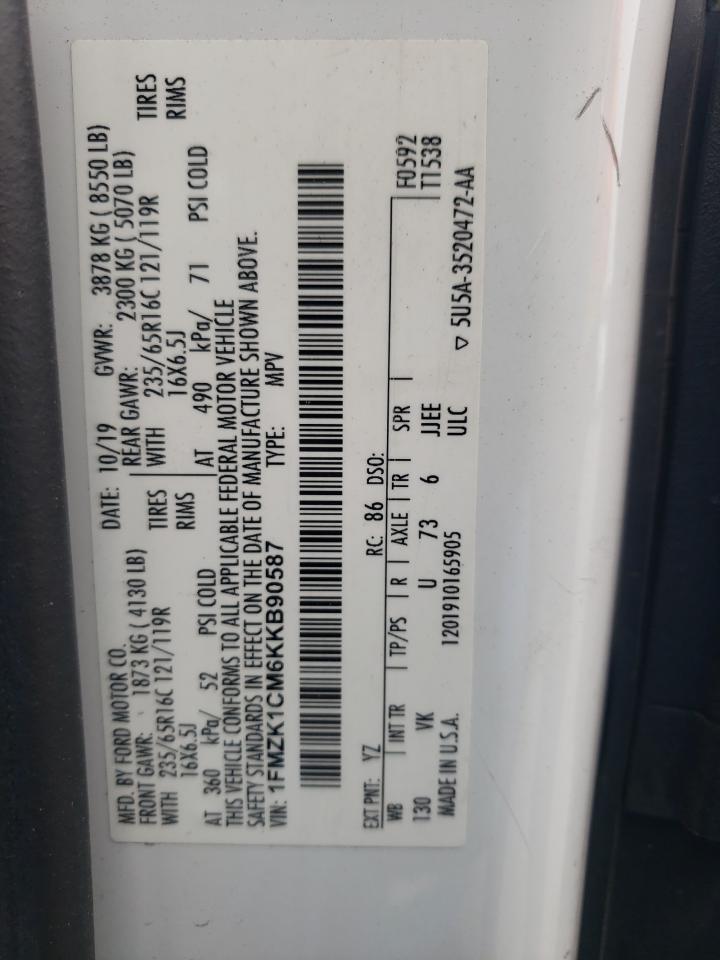 MFD. BY FORD MOTOR CO. DATE: 10/19 GVWR: 3878 KG ( 8550 LB)
FRONT GAWR: 1873 KG ( 4130 LB) REAR GAWR: 2300 KG ( 5070 LB)
WITH 235/65R16C 121/119R TIRES WITH 235/65R16C 121/119R TIRES
16X6.5J RIMS 16X6.5J RIMS
AT 360 kPa/ 52 PSI COLD AT 490 kPa/ 71 PSI COLD
THIS VEHICLE CONFORMS TO ALL APPLICABLE FEDERAL MOTOR VEHICLE
SAFETY STANDARDS IN EFFECT ON THE DATE OF MANUFACTURE SHOWN ABOVE.
VIN: 1FMZK1CM6KKB90587 TYPE: MPV
EXT PNT: YZ RC: 86 DSO:
WB INT TR TP/PS R AXLE TR SPR F0592
130 VK U 73 6 JJEE T1538
MADE IN U.S.A. 1201910165905 ULC
▽ 5U5A-3520472-AA